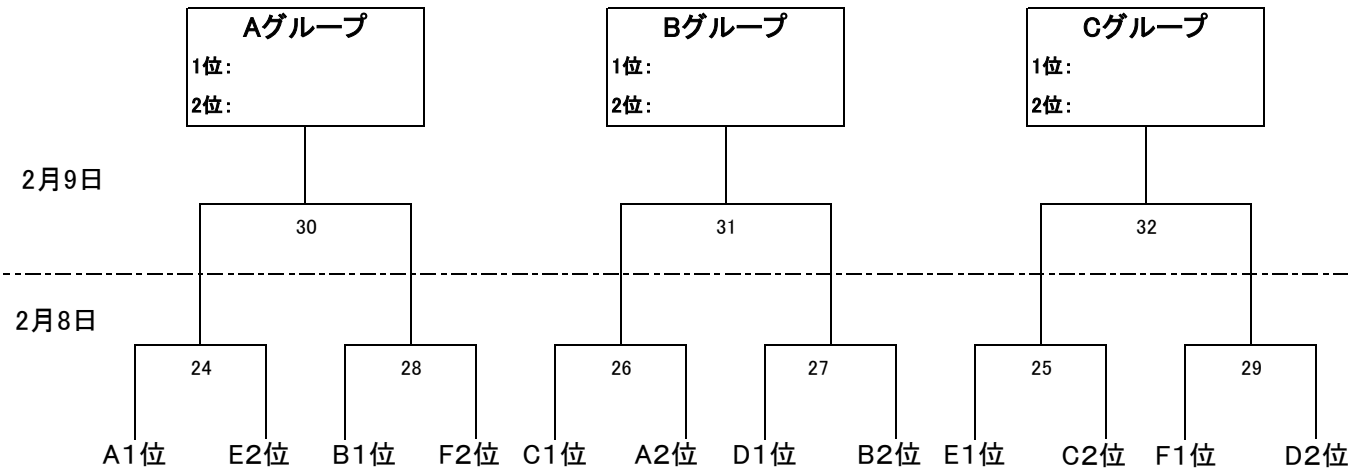 Aグループ
1位:
2位:
Bグループ
1位:
2位:
Cグループ
1位:
2位:
2月9日
30 31 32
2月8日
24 28 26 27 25 29
A1位 E2位 B1位 F2位 C1位 A2位 D1位 B2位 E1位 C2位 F1位 D2位